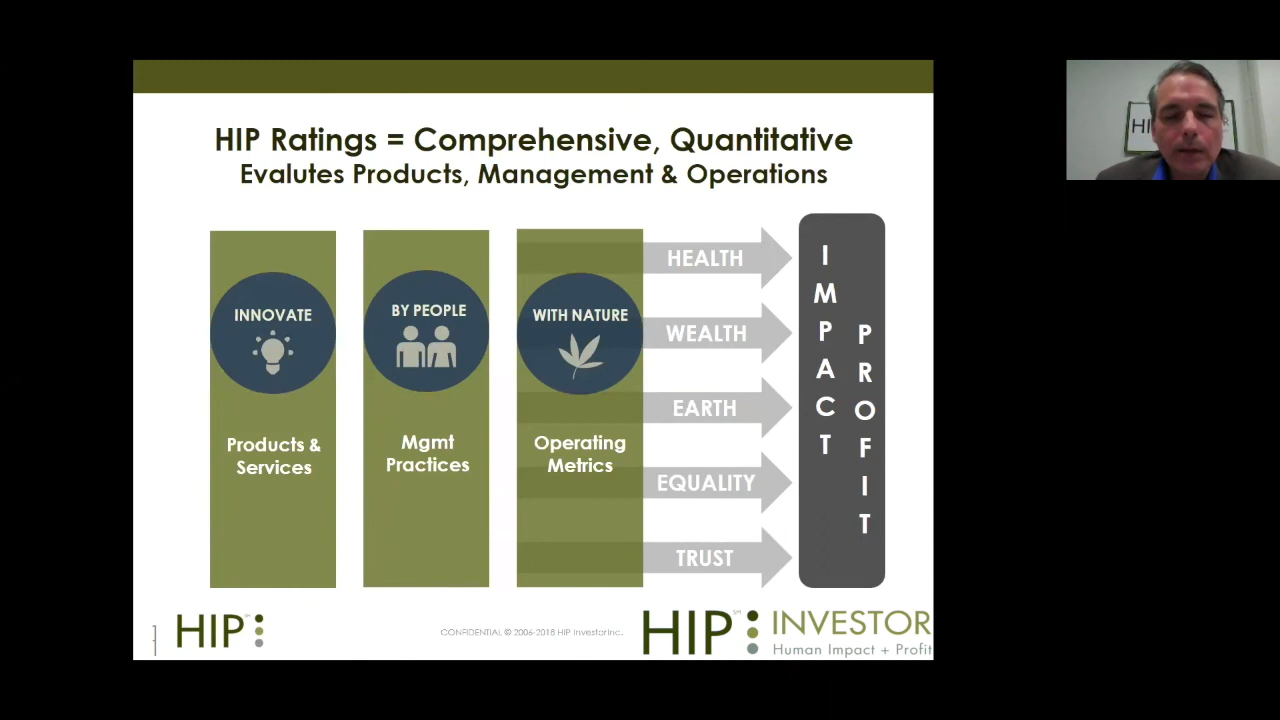 HIP Ratings = Comprehensive, Quantitative
Evalutes Products, Management & Operations
INNOVATE
Products &
Services
BY PEOPLE
Mgmt
Practices
WITH NATURE
Operating
Metrics
HEALTH
WEALTH
EARTH
EQUALITY
TRUST
IMPACT
PROFIT
HIP
CONFIDENTIAL © 2006-2018 HIP Investor Inc.
HIP INVESTOR
Human Impact + Profit
HI